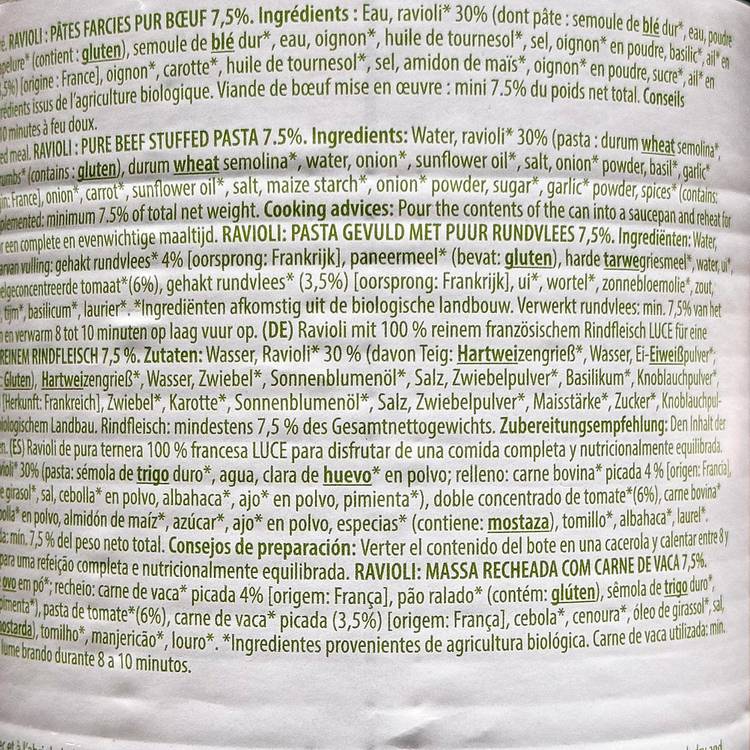 RAVIOLI : PÂTES FARCIES PUR BŒUF 7,5%. Ingrédients : Eau, ravioli* 30% (dont pâte : semoule de blé dur*, eau, poudre
(contient : gluten), semoule de blé dur*, eau, oignon*, huile de tournesol*, sel, oignon* en poudre, basilic*, ail* en
[origine : France], oignon*, carotte*, huile de tournesol*, sel, amidon de maïs*, oignon* en poudre, sucre*, ail* en
issus de l'agriculture biologique. Viande de bœuf mise en œuvre : mini 7.5% du poids net total. Conseils
10 minutes à feu doux.
meal. RAVIOLI : PURE BEEF STUFFED PASTA 7.5%. Ingredients: Water, ravioli* 30% (pasta : durum wheat semolina*,
(contains : gluten), durum wheat semolina*, water, onion*, sunflower oil*, salt, onion* powder, basil*, garlic*
France], onion*, carrot*, sunflower oil*, salt, maize starch*, onion* powder, sugar*, garlic* powder, spices* (contains:
minimum 7.5% of total net weight. Cooking advices: Pour the contents of the can into a saucepan and reheat for
een complete en evenwichtige maaltijd. RAVIOLI: PASTA GEVULD MET PUUR RUNDVLEES 7,5%. Ingrediënten: Water,
vulling: gehakt rundvlees* 4% [oorsprong: Frankrijk], paneermeel* (bevat: gluten), harde tarwegriesmeel*, water, ui*,
tomaat*(6%), gehakt rundvlees* (3,5%) [oorsprong: Frankrijk], ui*, wortel*, zonnebloemolie*, zout,
tijm*, basilicum*, laurier*. *Ingrediënten afkomstig uit de biologische landbouw. Verwerkt rundvlees: min. 7,5% van het
en verwarm 8 tot 10 minuten op laag vuur op. (DE) Ravioli mit 100 % reinem französischem Rindfleisch LUCE für eine
REINEM RINDFLEISCH 7,5 %. Zutaten: Wasser, Ravioli* 30 % (davon Teig: Hartweizengrieß*, Wasser, Ei-Eiweißpulver*;
Gluten), Hartweizengrieß*, Wasser, Zwiebel*, Sonnenblumenöl*, Salz, Zwiebelpulver*, Basilikum*, Knoblauchpulver*,
[Herkunft: Frankreich], Zwiebel*, Karotte*, Sonnenblumenöl*, Salz, Zwiebelpulver*, Maisstärke*, Zucker*, Knoblauchpul-
Landbau. Rindfleisch: mindestens 7,5 % des Gesamtnettogewichts. Zubereitungsempfehlung: Den Inhalt der
(ES) Ravioli de pura ternera 100 % francesa LUCE para disfrutar de una comida completa y nutricionalmente equilibrada.
30% (pasta: sémola de trigo duro*, agua, clara de huevo* en polvo; relleno: carne bovina* picada 4 % [origen: Francia],
girasol*, sal, cebolla* en polvo, albahaca*, ajo* en polvo, pimienta*), doble concentrado de tomate*(6%), carne bovina*
en polvo, almidón de maíz*, azúcar*, ajo* en polvo, especias* (contiene: mostaza), tomillo*, albahaca*, laurel*.
mín. 7,5 % del peso neto total. Consejos de preparación: Verter el contenido del bote en una cacerola y calentar entre 8 y
para uma refeição completa e nutricionalmente equilibrada. RAVIOLI: MASSA RECHEADA COM CARNE DE VACA 7,5%.
ovo em pó*; recheio: carne de vaca* picada 4% [origem: França], pão ralado* (contém: glúten), sêmola de trigo duro*,
pimenta*), pasta de tomate*(6%), carne de vaca* picada (3,5%) [origem: França], cebola*, cenoura*, óleo de girassol*, sal,
mostarda), tomilho*, manjericão*, louro*. *Ingredientes provenientes de agricultura biológica. Carne de vaca utilizada: mín.
lume brando durante 8 a 10 minutos.